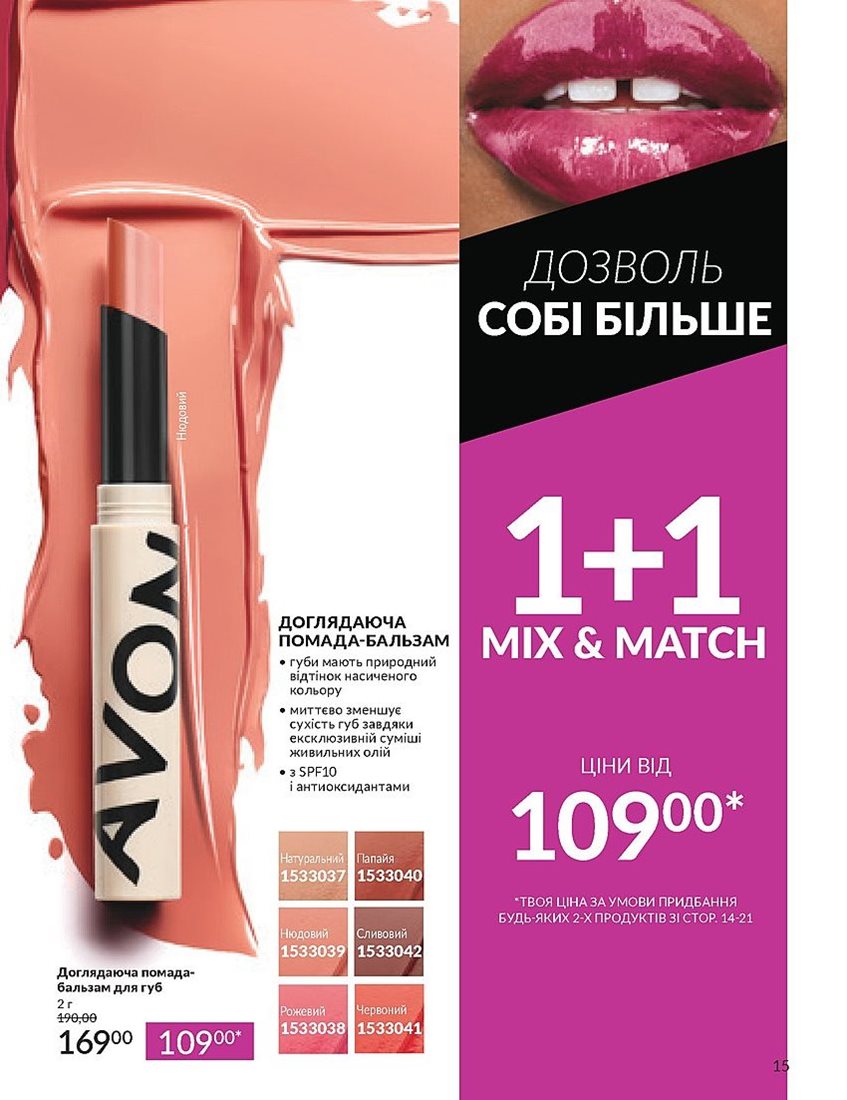 Нюдовий
AVON
ДОГЛЯДАЮЧА
ПОМАДА-БАЛЬЗАМ
• губи мають природний
відтінок насиченого
кольору
• миттєво зменшує
сухість губ завдяки
ексклюзивній суміші
живильних олій
• з SPF10
і антиоксидантами
Натуральний
1533037
Папайя
1533040
Нюдовий
1533039
Сливовий
1533042
Рожевий
1533038
Червоний
1533041
Доглядаюча помада-
бальзам для губ
2 г
190,00
16900 10900*
ДОЗВОЛЬ
СОБІ БІЛЬШЕ
1+1
MIX & MATCH
ЦІНИ ВІД
10900*
*ТВОЯ ЦІНА ЗА УМОВИ ПРИДБАННЯ
БУДЬ-ЯКИХ 2-Х ПРОДУКТІВ ЗІ СТОР. 14-21
15